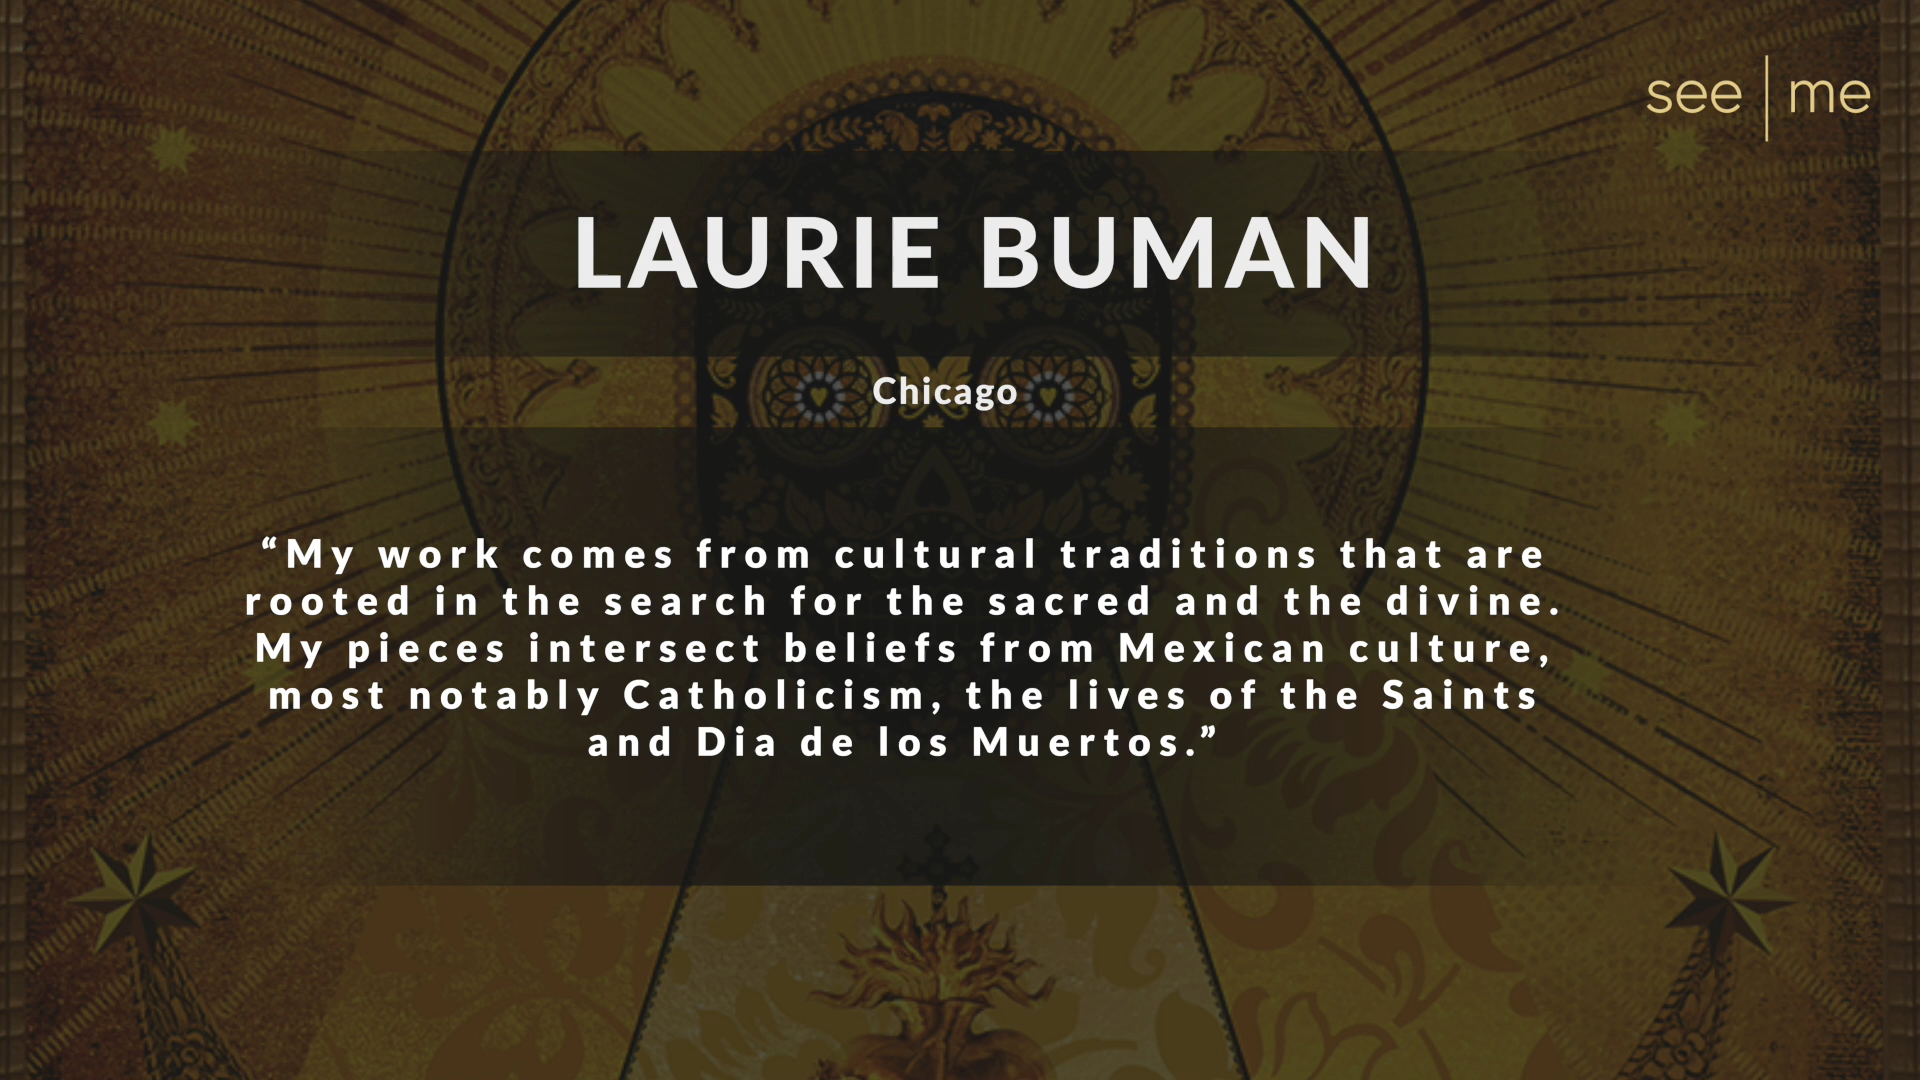 see | me
LAURIE BUMAN
Chicago
“My work comes from cultural traditions that are
rooted in the search for the sacred and the divine.
My pieces intersect beliefs from Mexican culture,
most notably Catholicism, the lives of the Saints
and Dia de los Muertos.”